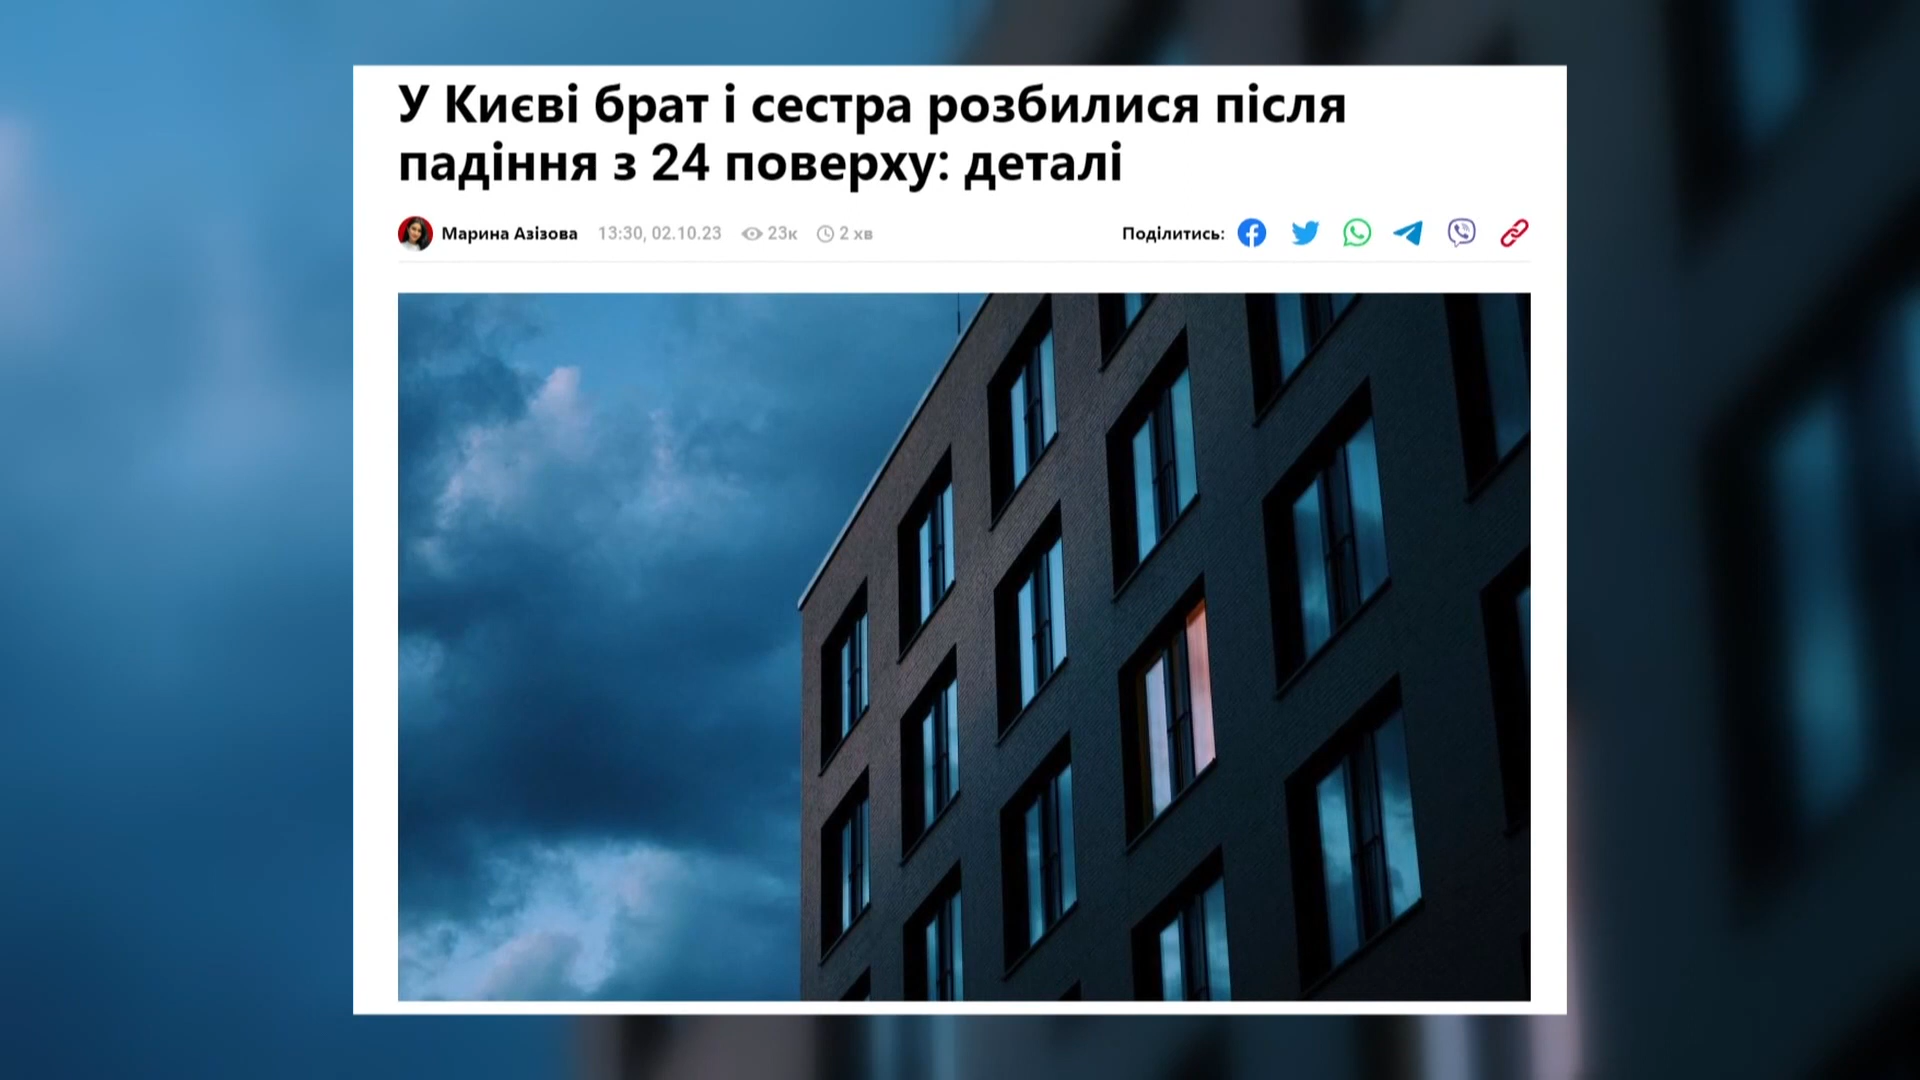 У Києві брат і сестра розбилися після
падіння з 24 поверху: деталі
Марина Азізова 13:30, 02.10.23 23к 2 хв Поділитись: